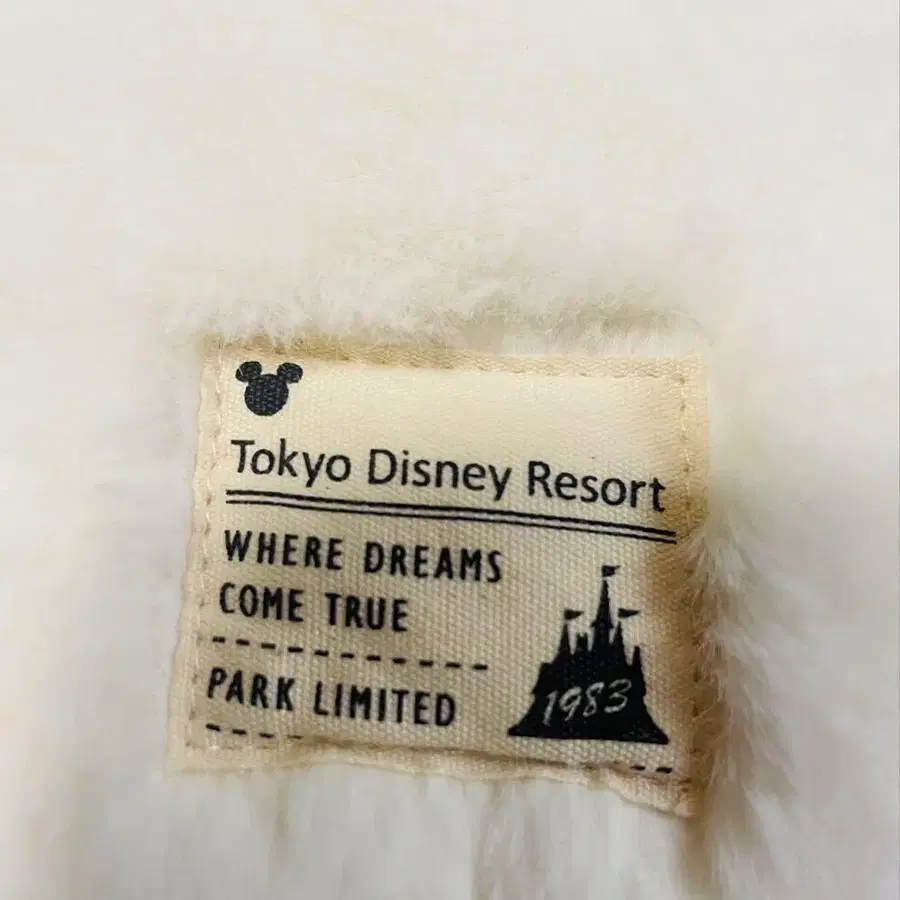 Tokyo Disney Resort
WHERE DREAMS
COME TRUE
PARK LIMITED
1983